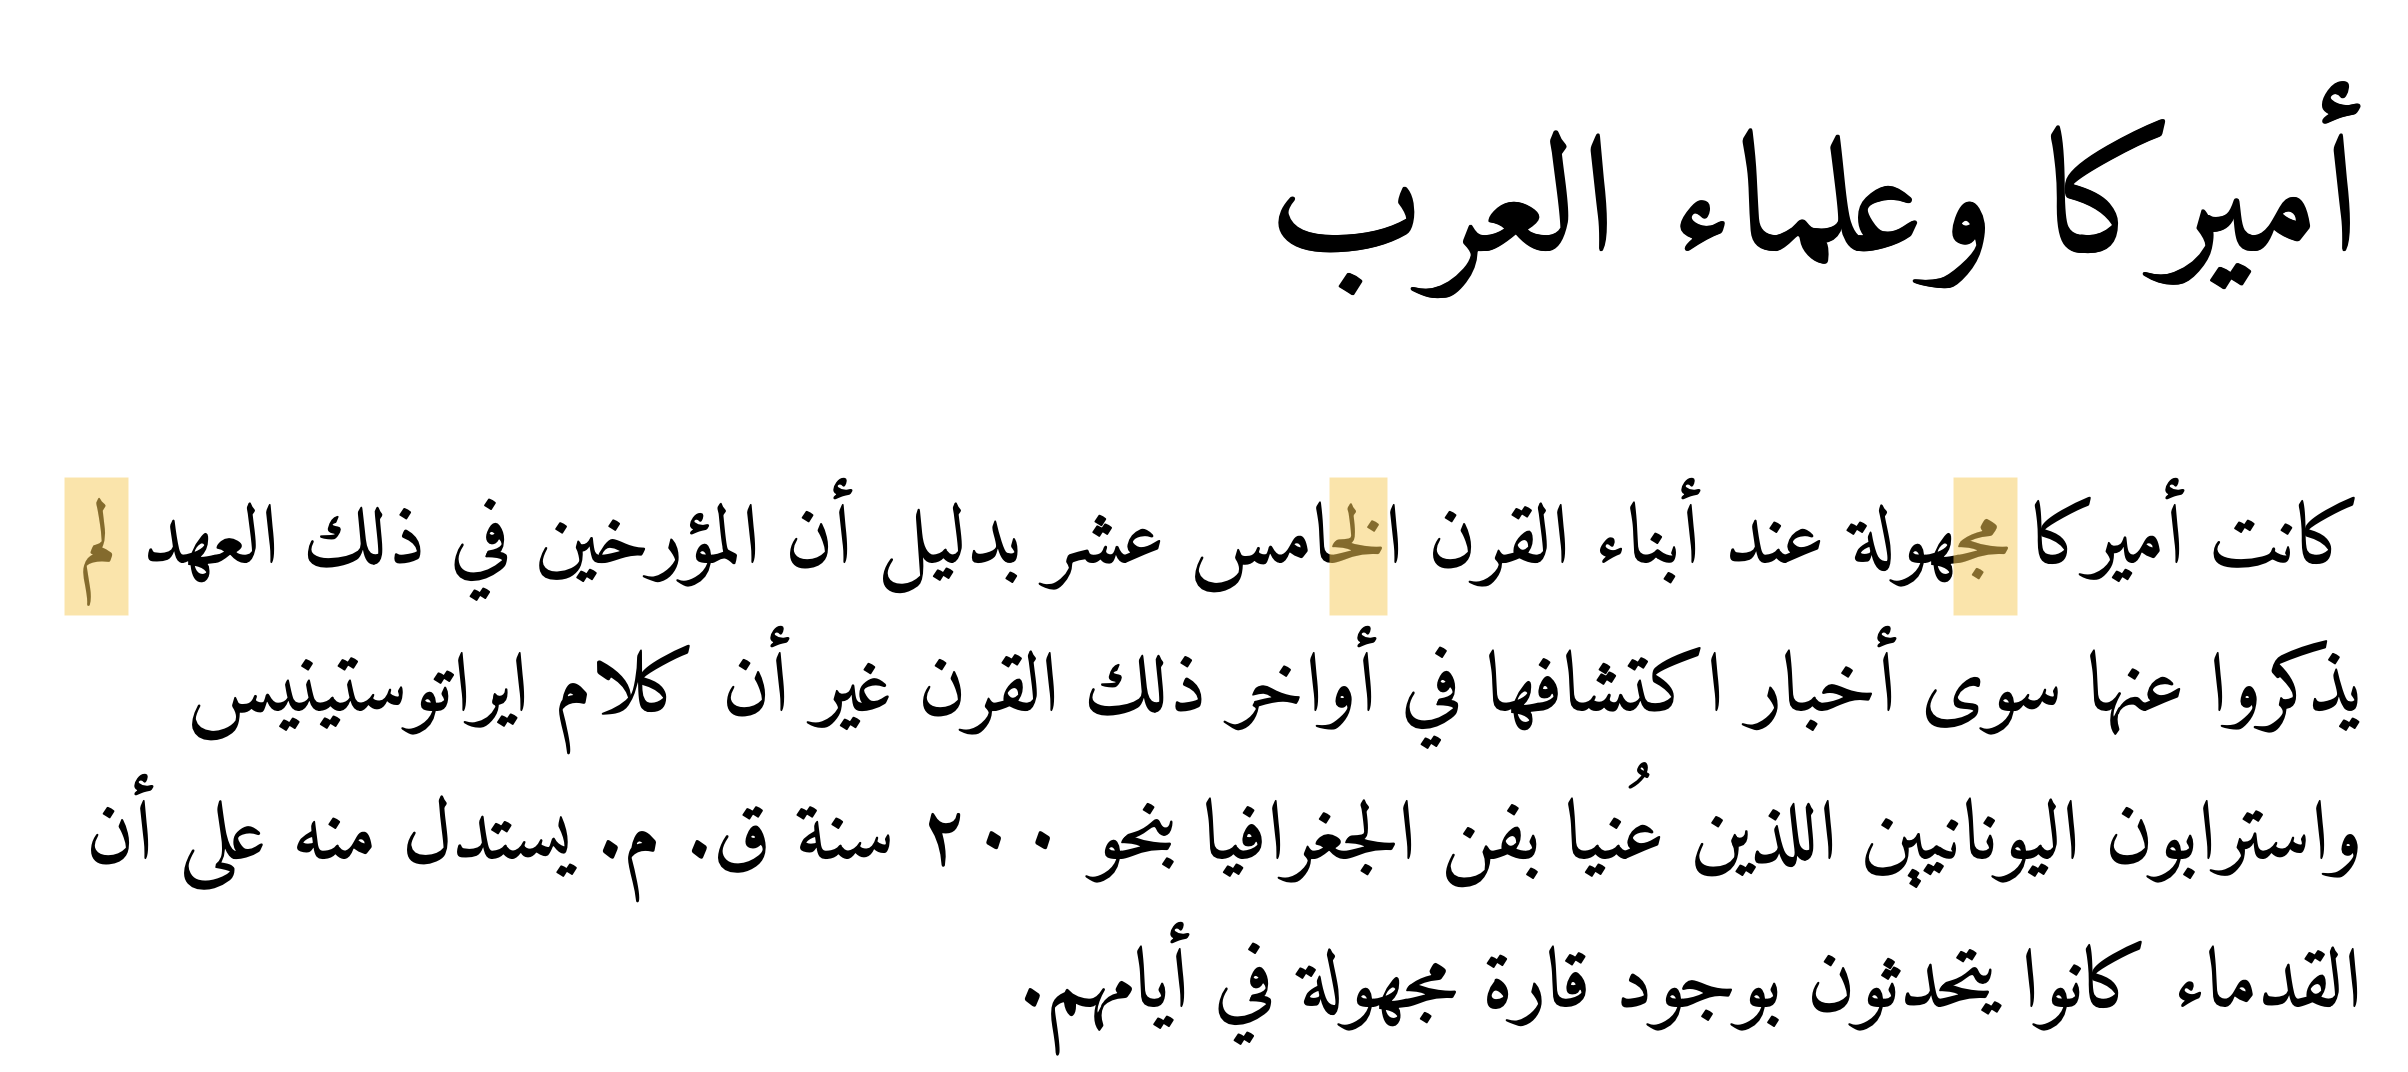 أميركا وعلماء العرب
كانت أميركا مجهولة عند أبناء القرن الخامس عشر بدليل أن المؤرخين في ذلك العهد لم
يذكروا عنها سوى أخبار اكتشافها في أواخر ذلك القرن غير أن كلام ايراتوستينيس
واسترابون اليونانيين اللذين عُنيا بفن الجغرافيا بنحو ٢٠٠ سنة ق. م. يستدل منه على أن
القدماء كانوا يتحدثون بوجود قارة مجهولة في أيامهم.